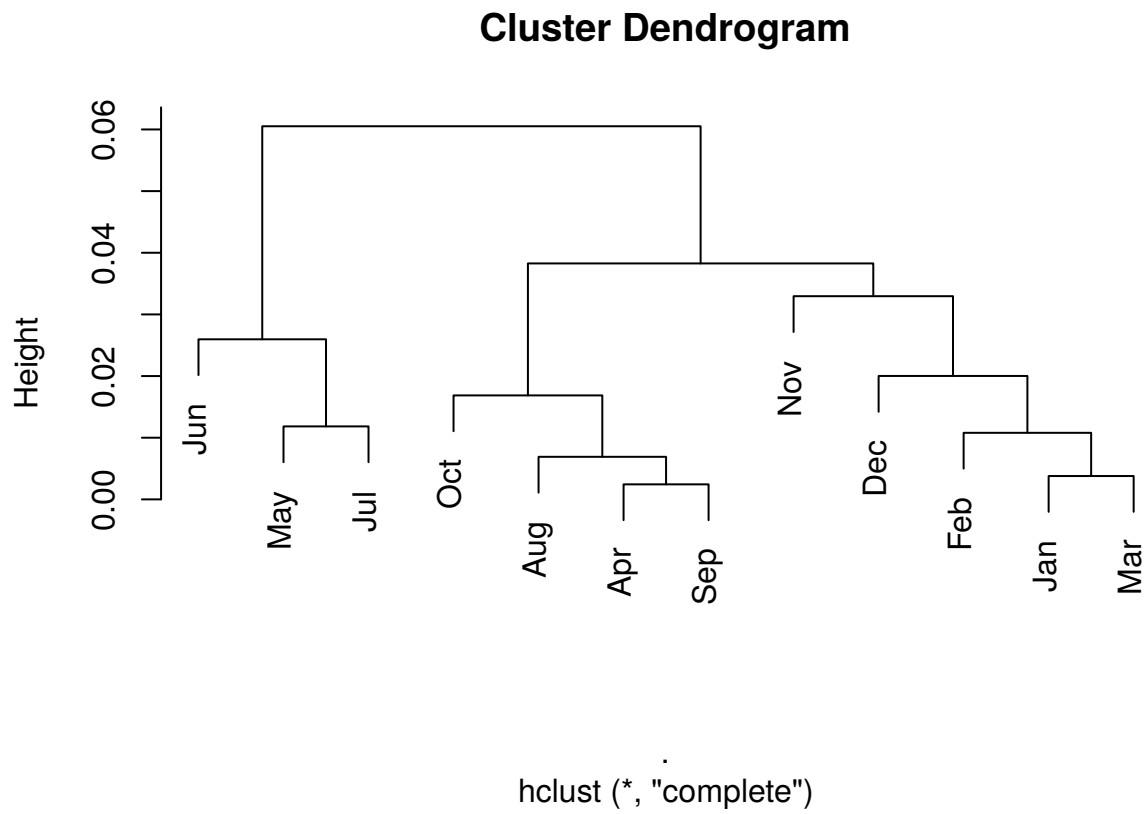 Cluster Dendrogram
Height
0.06
0.04
0.02
0.00
Jun
May
Jul
Oct
Aug
Apr
Sep
Nov
Dec
Feb
Jan
Mar
.
hclust (*, "complete")